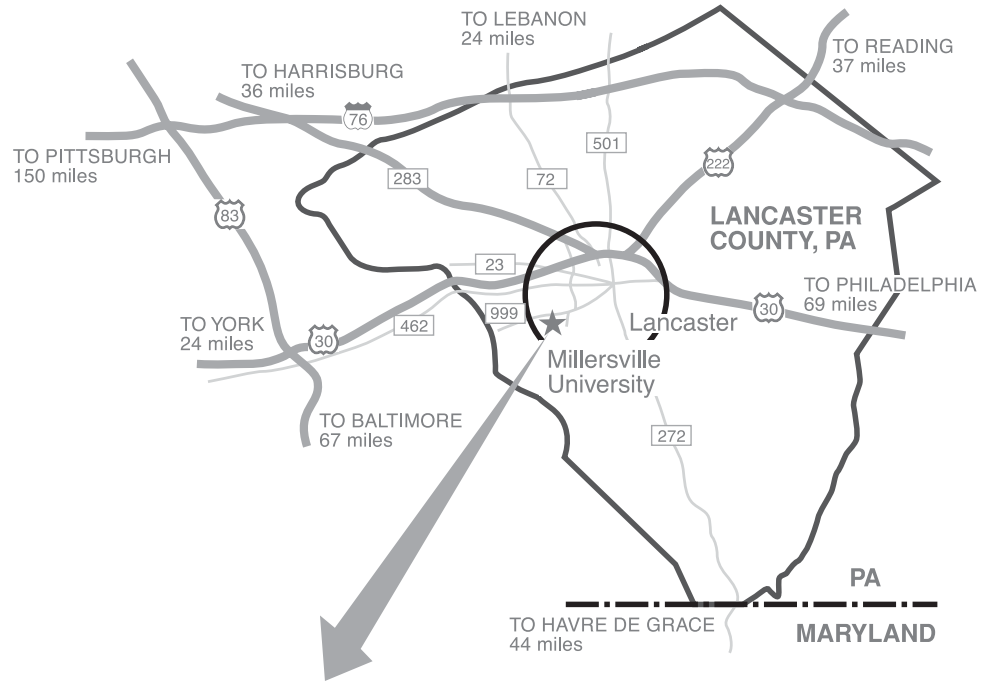 TO LEBANON
24 miles
TO READING
37 miles
TO HARRISBURG
36 miles
76
501
TO PITTSBURGH
150 miles
222
283
72
83
LANCASTER
COUNTY, PA
23
TO PHILADELPHIA
69 miles
30
999
462
TO YORK
24 miles
30
Lancaster
Millersville
University
TO BALTIMORE
67 miles
272
PA
TO HAVRE DE GRACE
44 miles
MARYLAND